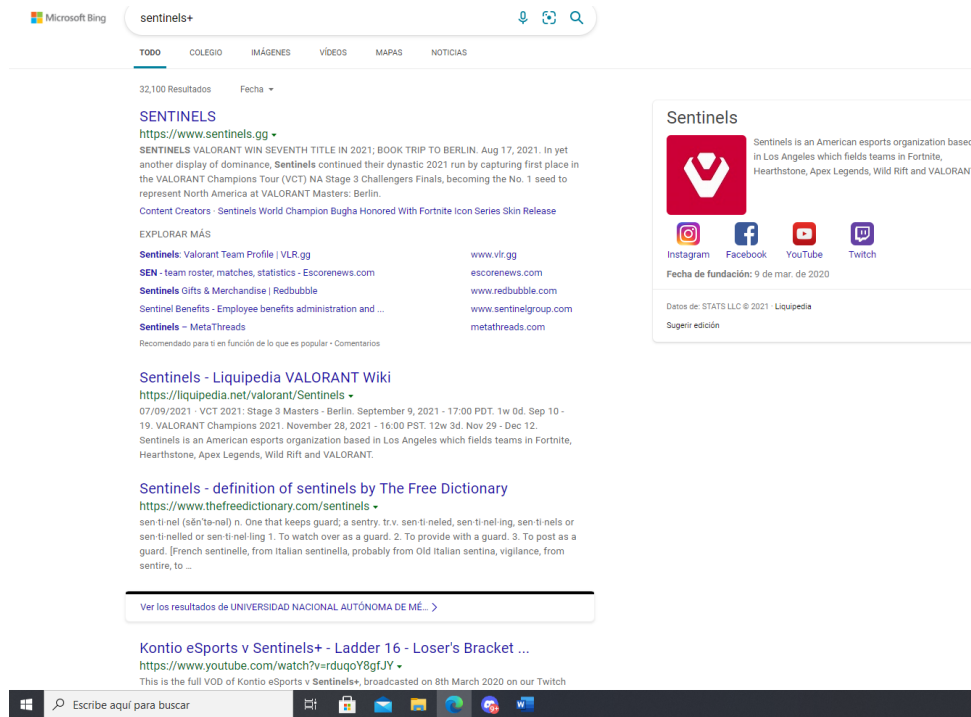 Microsoft Bing
sentinels+
TODO COLEGIO IMÁGENES VÍDEOS MAPAS NOTICIAS
32,100 Resultados Fecha
SENTINELS
https://www.sentinels.gg
SENTINELS VALORANT WIN SEVENTH TITLE IN 2021; BOOK TRIP TO BERLIN. Aug 17, 2021. In yet
another display of dominance, Sentinels continued their dynastic 2021 run by capturing first place in
the VALORANT Champions Tour (VCT) NA Stage 3 Challengers Finals, becoming the No. 1 seed to
represent North America at VALORANT Masters: Berlin.
Content Creators · Sentinels World Champion Bugha Honored With Fortnite Icon Series Skin Release
EXPLORAR MÁS
Sentinels: Valorant Team Profile | VLR.gg www.vlr.gg
SEN - team roster, matches, statistics - Escorenews.com escorenews.com
Sentinels Gifts & Merchandise | Redbubble www.redbubble.com
Sentinel Benefits - Employee benefits administration and ... www.sentinelgroup.com
Sentinels – MetaThreads metathreads.com
Recomendado para ti en función de lo que es popular • Comentarios
Sentinels - Liquipedia VALORANT Wiki
https://liquipedia.net/valorant/Sentinels
07/09/2021 · VCT 2021: Stage 3 Masters - Berlin. September 9, 2021 - 17:00 PDT. 1w 0d. Sep 10 -
19. VALORANT Champions 2021. November 28, 2021 - 16:00 PST. 12w 3d. Nov 29 - Dec 12.
Sentinels is an American esports organization based in Los Angeles which fields teams in Fortnite,
Hearthstone, Apex Legends, Wild Rift and VALORANT.
Sentinels - definition of sentinels by The Free Dictionary
https://www.thefreedictionary.com/sentinels
sen·ti·nel (sĕn′tə-nəl) n. One that keeps guard; a sentry. tr.v. sen·ti·neled, sen·ti·nel·ing, sen·ti·nels or
sen·ti·nelled or sen·ti·nel·ling 1. To watch over as a guard. 2. To provide with a guard. 3. To post as a
guard. [French sentinelle, from Italian sentinella, probably from Old Italian sentina, vigilance, from
sentire, to ...
Ver los resultados de UNIVERSIDAD NACIONAL AUTÓNOMA DE MÉ...
Kontio eSports v Sentinels+ - Ladder 16 - Loser's Bracket ...
https://www.youtube.com/watch?v=rduqoY8gfJY
This is the full VOD of Kontio eSports v Sentinels+, broadcasted on 8th March 2020 on our Twitch
Sentinels
Sentinels is an American esports organization based
in Los Angeles which fields teams in Fortnite,
Hearthstone, Apex Legends, Wild Rift and VALORANT
Instagram Facebook YouTube Twitch
Fecha de fundación: 9 de mar. de 2020
Datos de: STATS LLC © 2021 · Liquipedia
Sugerir edición
Escribe aquí para buscar
9+